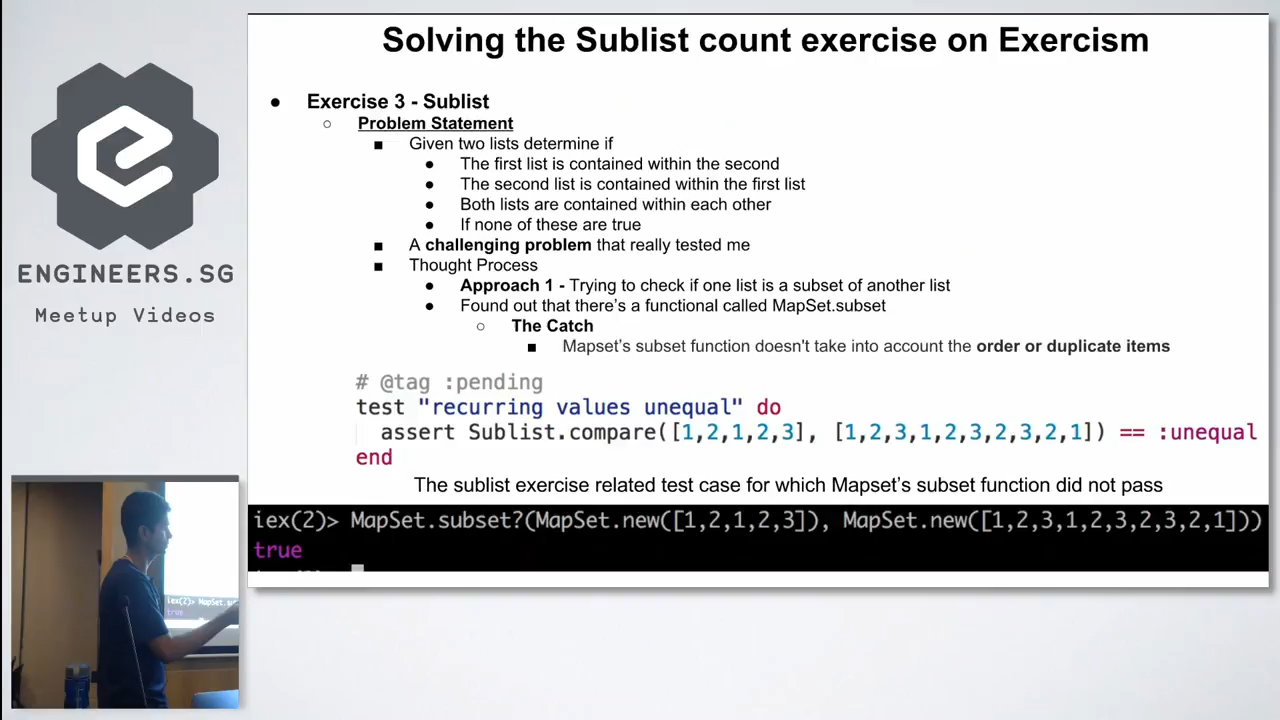 Solving the Sublist count exercise on Exercism
● Exercise 3 - Sublist
○ Problem Statement
■ Given two lists determine if
● The first list is contained within the second
● The second list is contained within the first list
● Both lists are contained within each other
● If none of these are true
■ A challenging problem that really tested me
■ Thought Process
● Approach 1 - Trying to check if one list is a subset of another list
● Found out that there's a functional called MapSet.subset
○ The Catch
■ Mapset's subset function doesn't take into account the order or duplicate items
# @tag :pending
test "recurring values unequal" do
assert Sublist.compare([1,2,1,2,3], [1,2,3,1,2,3,2,3,2,1]) == :unequal
end
The sublist exercise related test case for which Mapset's subset function did not pass
iex(2)> MapSet.subset?(MapSet.new([1,2,1,2,3]), MapSet.new([1,2,3,1,2,3,2,3,2,1]))
true
ENGINEERS.SG
Meetup Videos
iex(2)> MapSet.su
true